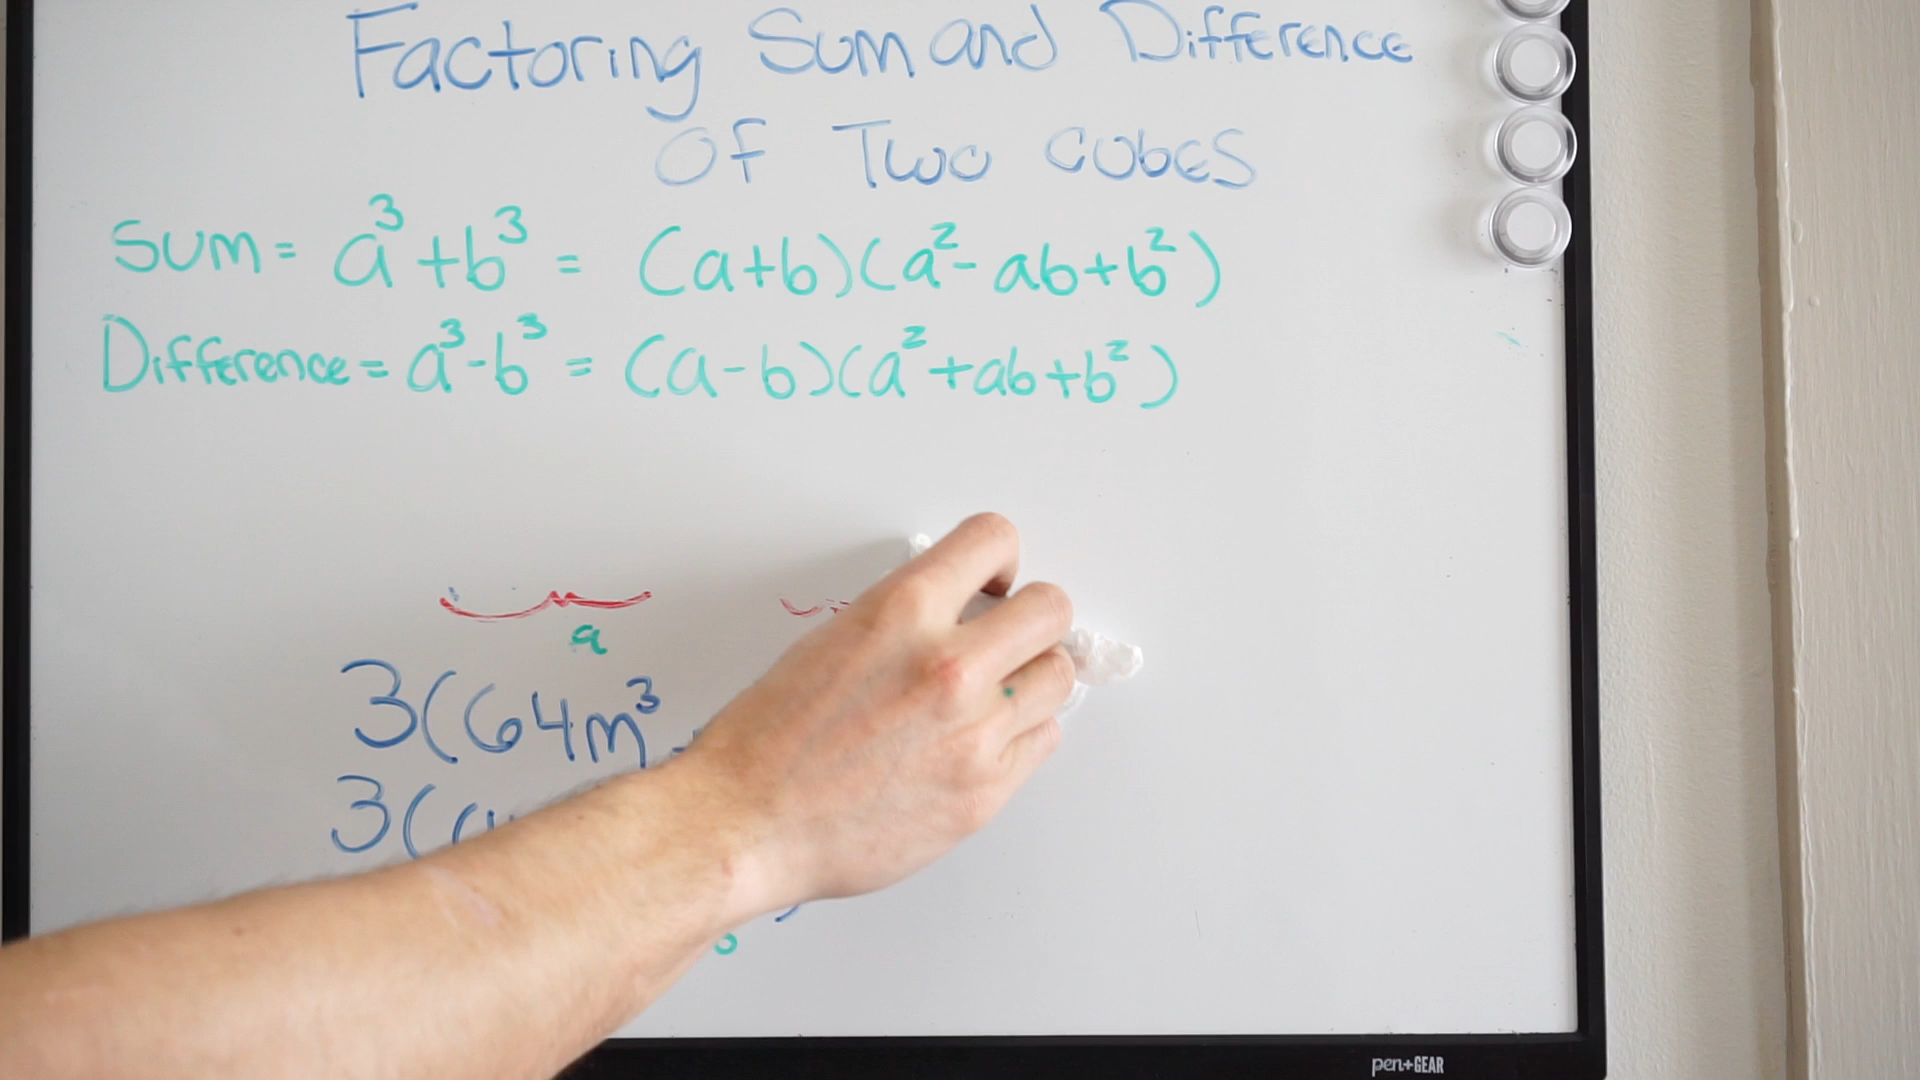 Factoring Sum and Difference
of Two Cubes
Sum = a³+b³ = (a+b)(a²-ab+b²)
Difference = a³-b³ = (a-b)(a²+ab+b²)
a
3(64m³
3((4
pen+GEAR